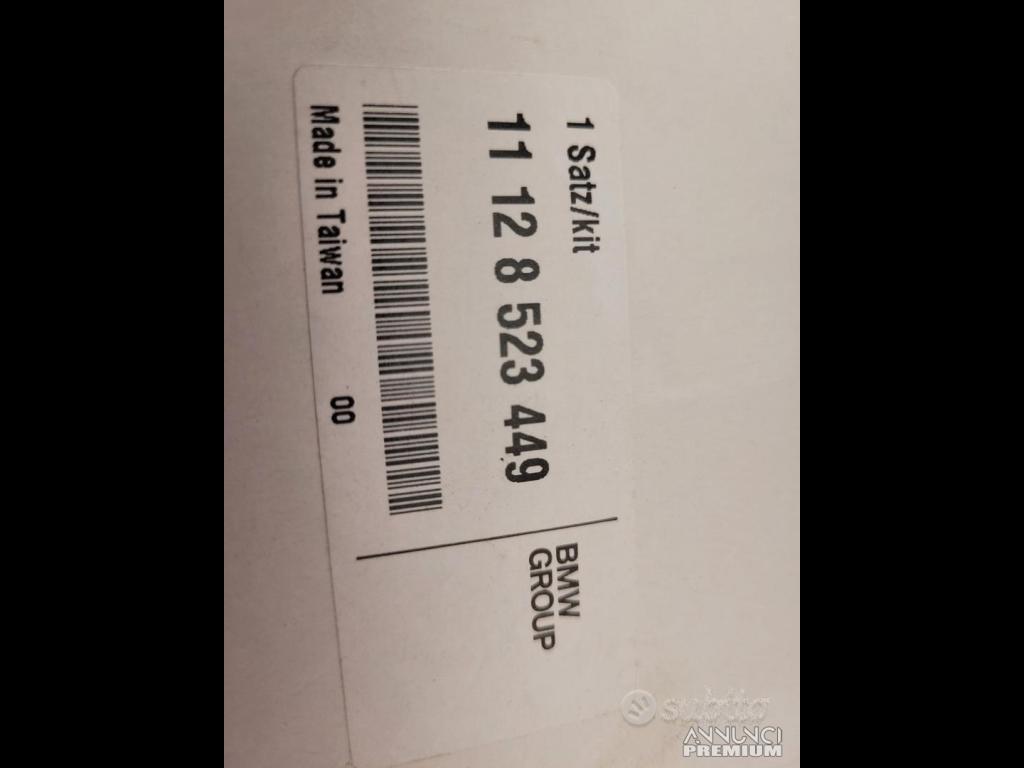 1 Satz/kit
11 12 8 523 449
Made in Taiwan 00
BMW
GROUP
subito
ANNUNCI
PREMIUM